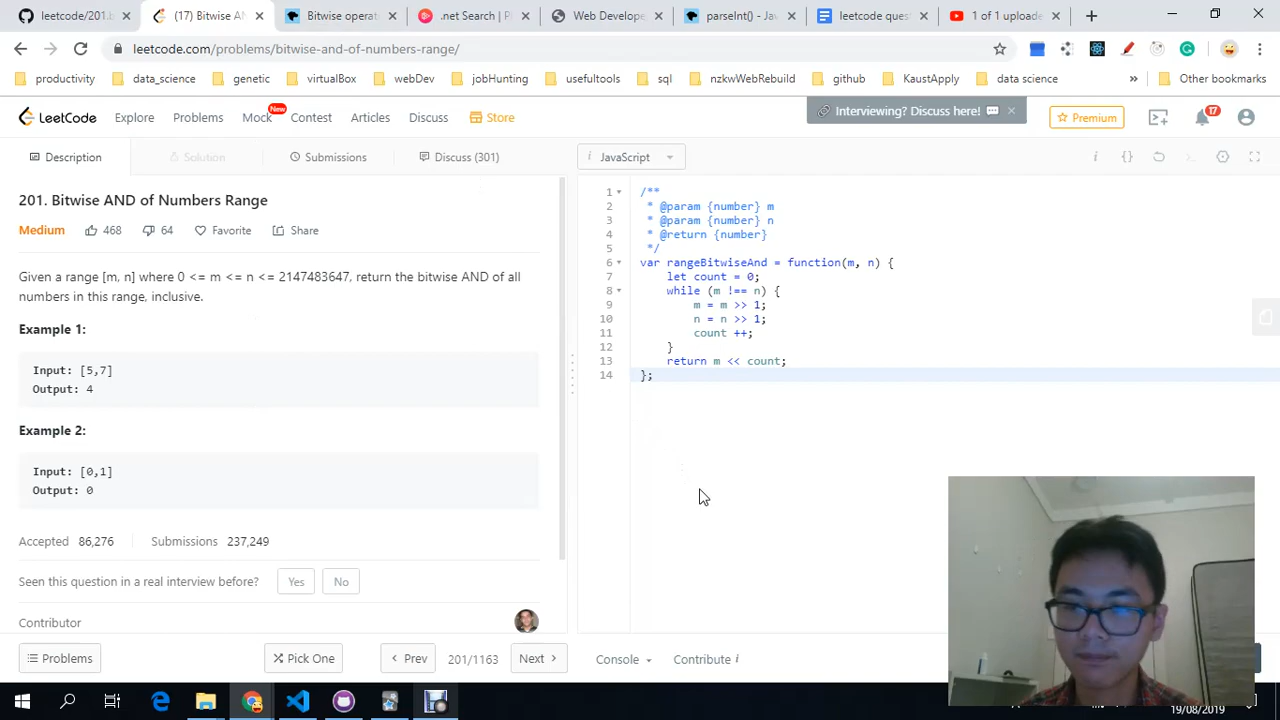 leetcode/201.b
(17) Bitwise AN
Bitwise operat
.net Search | Pl
Web Develope
parseInt() - Jav
leetcode ques
1 of 1 uploade
leetcode.com/problems/bitwise-and-of-numbers-range/
productivity
data_science
genetic
virtualBox
webDev
jobHunting
usefultools
sql
nzkwWebRebuild
github
KaustApply
data science
»
Other bookmarks
LeetCode
Explore
Problems
Mock
New
Contest
Articles
Discuss
Store
Interviewing? Discuss here!
Premium
17
Description
Solution
Submissions
Discuss (301)
i
JavaScript
i
{}
201. Bitwise AND of Numbers Range
Medium
468
64
Favorite
Share
Given a range [m, n] where 0 <= m <= n <= 2147483647, return the bitwise AND of all
numbers in this range, inclusive.
Example 1:
Input: [5,7]
Output: 4
Example 2:
Input: [0,1]
Output: 0
Accepted 86,276
Submissions 237,249
Seen this question in a real interview before?
Yes
No
Contributor
1 /**
2 * @param {number} m
3 * @param {number} n
4 * @return {number}
5 */
6 var rangeBitwiseAnd = function(m, n) {
7 let count = 0;
8 while (m !== n) {
9 m = m >> 1;
10 n = n >> 1;
11 count ++;
12 }
13 return m << count;
14 };
Problems
Pick One
Prev
201/1163
Next
Console
Contribute i
19/08/2019